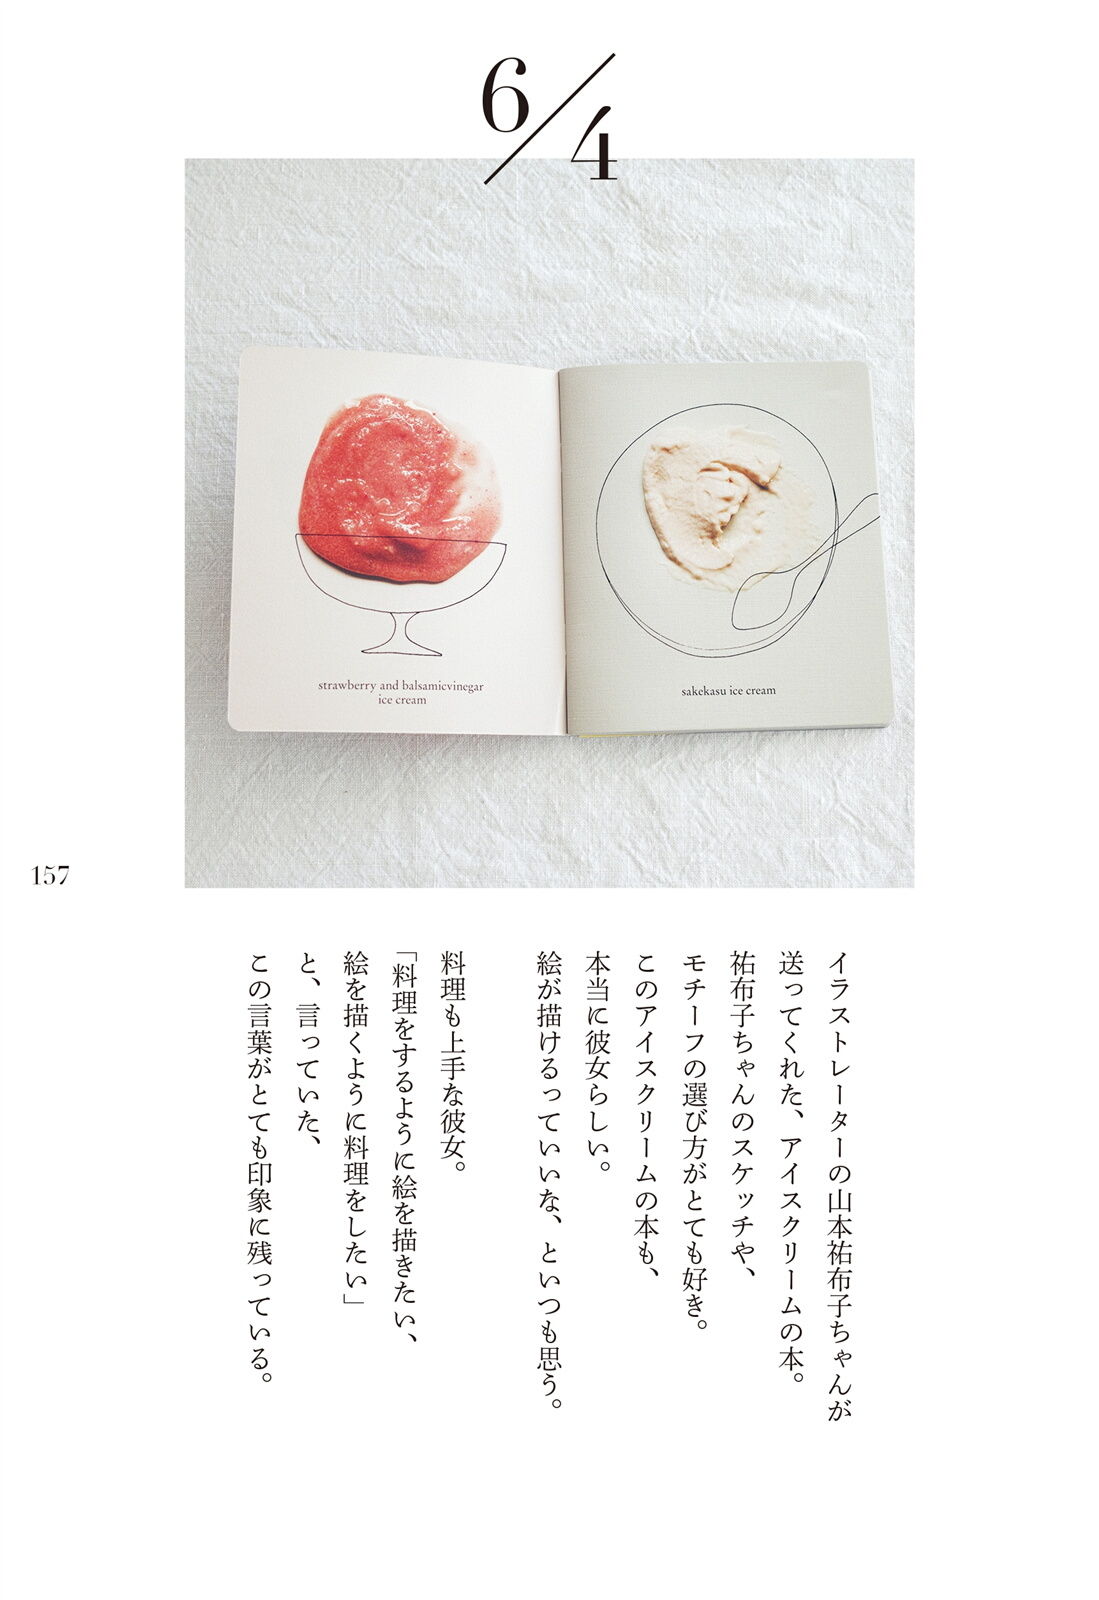 6/4
strawberry and balsamicvinegar
ice cream
sakekasu ice cream
157
イラストレーターの山本祐布子ちゃんが
送ってくれた、アイスクリームの本。
祐布子ちゃんのスケッチや、
モチーフの選び方がとても好き。
このアイスクリームの本も、
本当に彼女らしい。
絵が描けるっていいな、といつも思う。
料理も上手な彼女。
「料理をするように絵を描きたい、
絵を描くように料理をしたい」
と、言っていた、
この言葉がとても印象に残っている。